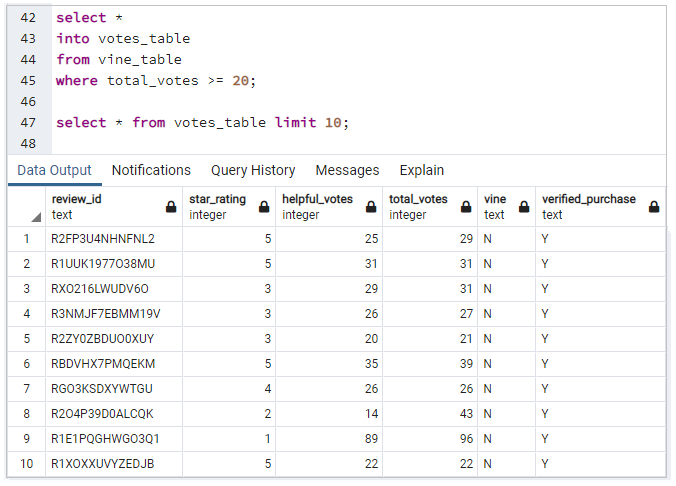 42 select *
43 into votes_table
44 from vine_table
45 where total_votes >= 20;
46
47 select * from votes_table limit 10;
48
Data Output Notifications Query History Messages Explain
review_id star_rating helpful_votes total_votes vine verified_purchase
text integer integer integer text text
1 R2FP3U4NHNFNL2 5 25 29 N Y
2 R1UUK1977O38MU 5 31 31 N Y
3 RXO216LWUDV6O 3 29 31 N Y
4 R3NMJF7EBMM19V 3 26 27 N Y
5 R2ZY0ZBDUO0XUY 3 20 21 N Y
6 RBDVHX7PMQEKM 5 35 39 N Y
7 RGO3KSDXYWTGU 4 26 26 N Y
8 R2O4P39D0ALCQK 2 14 43 N Y
9 R1E1PQGHWGO3Q1 1 89 96 N Y
10 R1XOXXUVYZEDJB 5 22 22 N Y